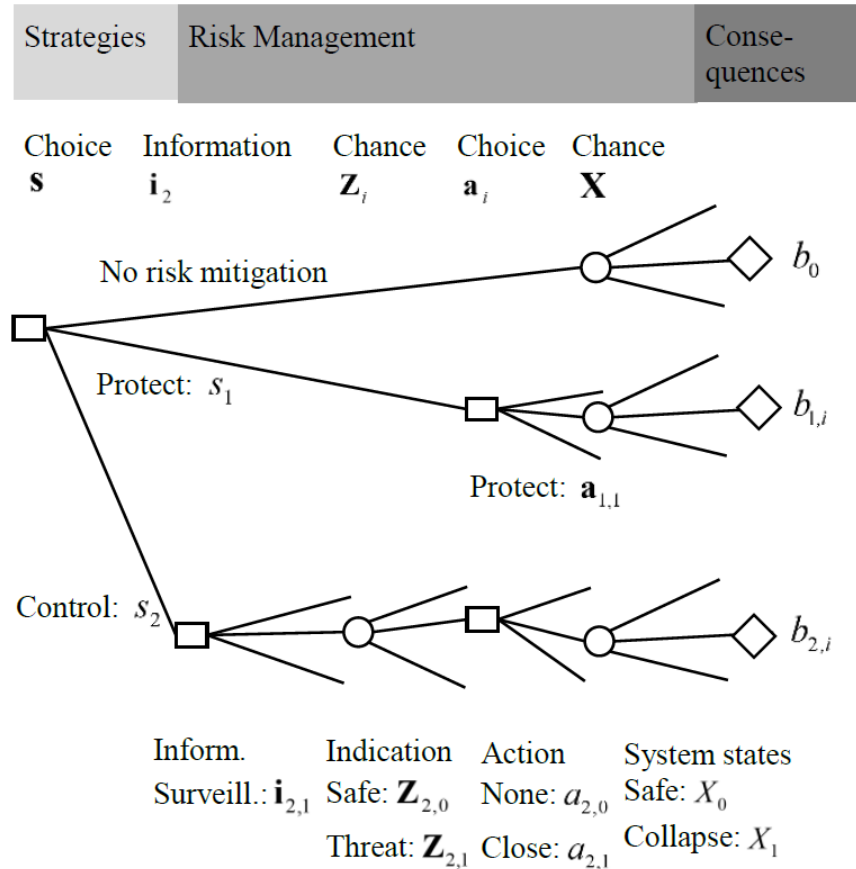 Strategies Risk Management Conse-
quences
Choice Information Chance Choice Chance
s i₂ Zᵢ aᵢ X
No risk mitigation b₀
Protect: s₁ b₁,ᵢ
Protect: a₁,₁
Control: s₂ b₂,ᵢ
Inform. Indication Action System states
Surveill.: i₂,₁ Safe: Z₂,₀ None: a₂,₀ Safe: X₀
Threat: Z₂,₁ Close: a₂,₁ Collapse: X₁